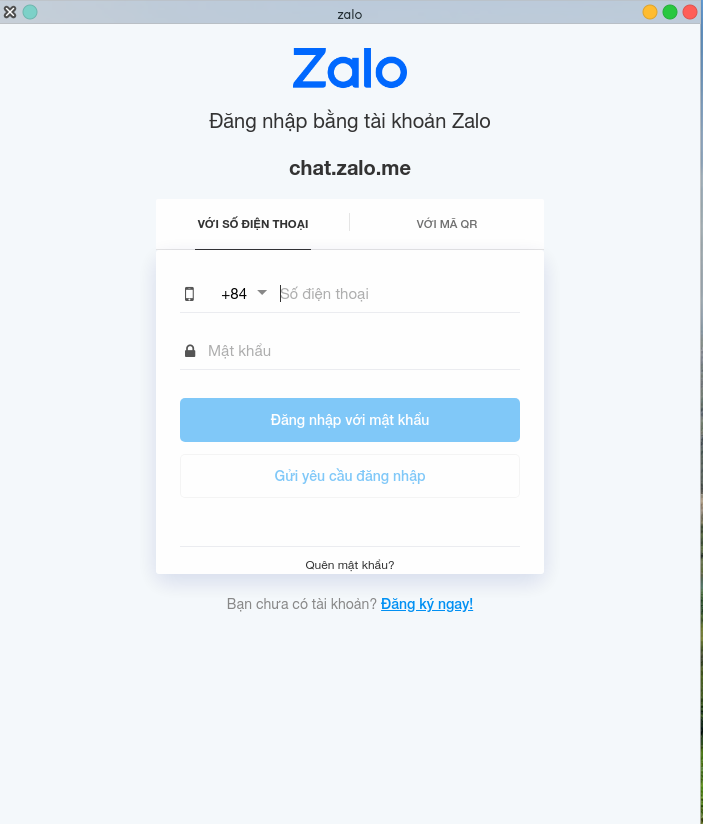 zalo
Zalo
Đăng nhập bằng tài khoản Zalo
chat.zalo.me
VỚI SỐ ĐIỆN THOẠI
VỚI MÃ QR
+84 Số điện thoại
Mật khẩu
Đăng nhập với mật khẩu
Gửi yêu cầu đăng nhập
Quên mật khẩu?
Bạn chưa có tài khoản? Đăng ký ngay!